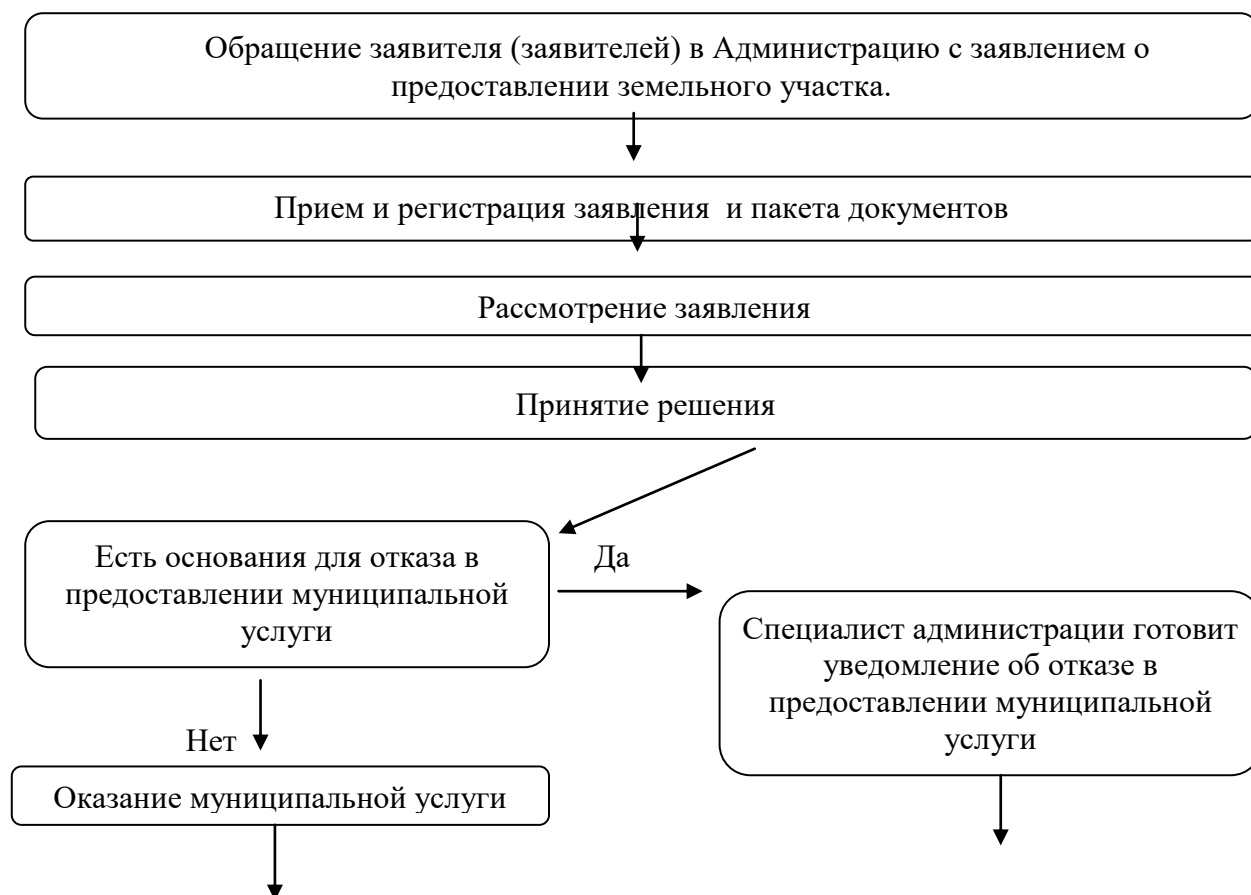 Обращение заявителя (заявителей) в Администрацию с заявлением о
предоставлении земельного участка.
Прием и регистрация заявления  и пакета документов
Рассмотрение заявления
Принятие решения
Есть основания для отказа в
предоставлении муниципальной
услуги
Да
Специалист администрации готовит
уведомление об отказе в
предоставлении муниципальной
услуги
Нет
Оказание муниципальной услуги